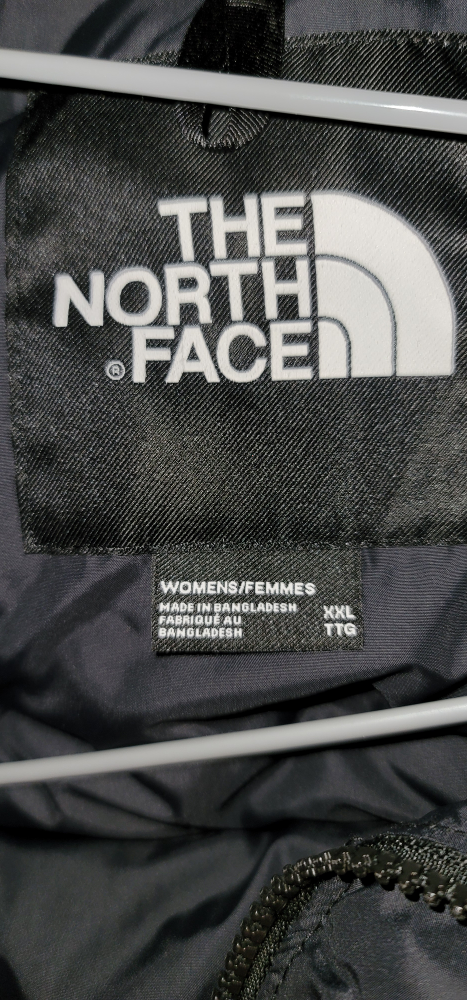 THE
NORTH
® FACE
WOMENS/FEMMES
MADE IN BANGLADESH
FABRIQUÉ AU
BANGLADESH
XXL
TTG